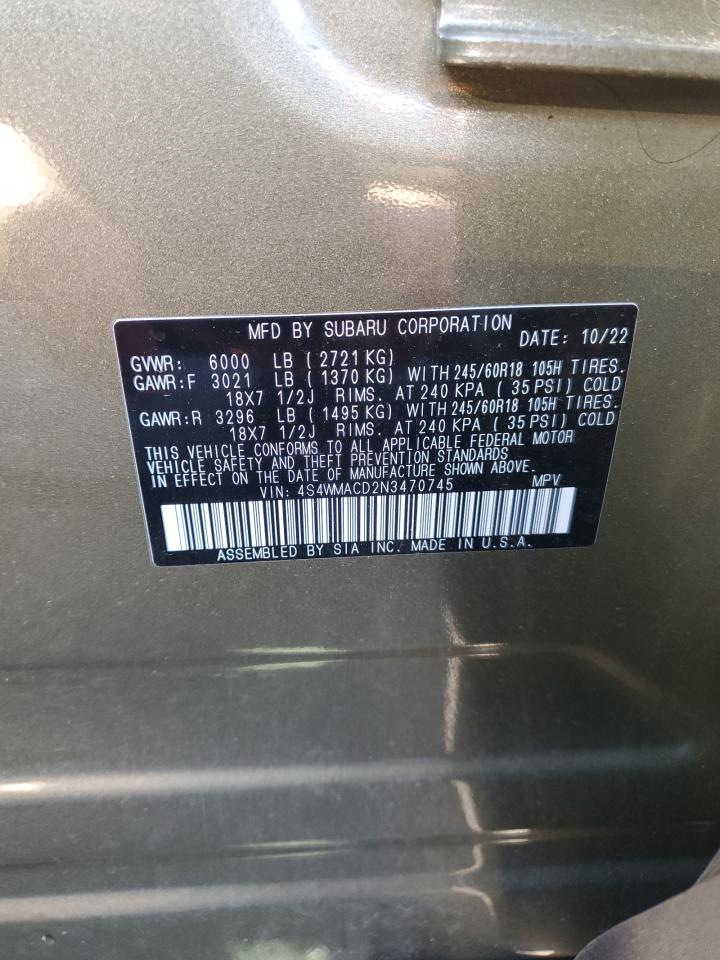 MFD BY SUBARU CORPORATION DATE: 10/22
GVWR: 6000 LB ( 2721 KG)
GAWR:F 3021 LB ( 1370 KG) WITH 245/60R18 105H TIRES.
18X7 1/2J RIMS. AT 240 KPA ( 35 PSI) COLD
GAWR:R 3296 LB ( 1495 KG) WITH 245/60R18 105H TIRES.
18X7 1/2J RIMS. AT 240 KPA ( 35 PSI) COLD
THIS VEHICLE CONFORMS TO ALL APPLICABLE FEDERAL MOTOR
VEHICLE SAFETY AND THEFT PREVENTION STANDARDS
IN EFFECT ON THE DATE OF MANUFACTURE SHOWN ABOVE.
VIN: 4S4WMACD2N3470745 MPV
ASSEMBLED BY SIA INC. MADE IN U.S.A.